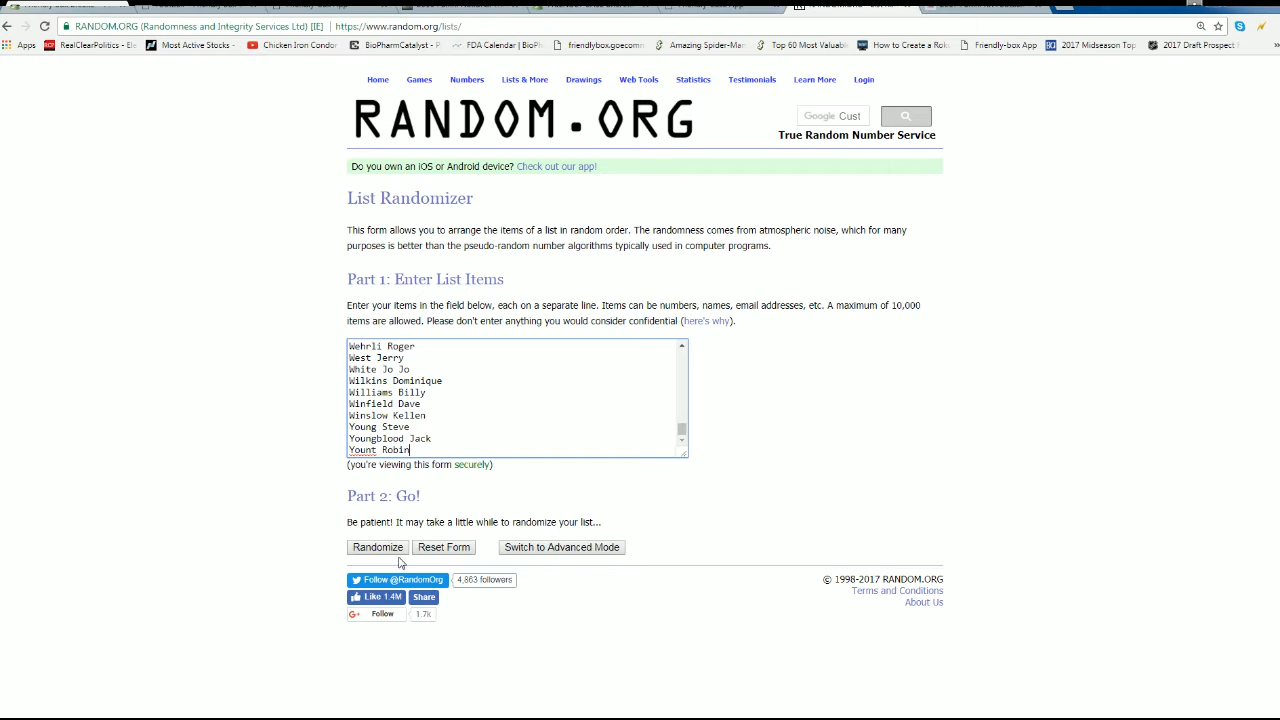 RANDOM.ORG (Randomness and Integrity Services Ltd) [IE]
https://www.random.org/lists/
Apps
RealClearPolitics - Ele
Most Active Stocks -
Chicken Iron Condor
BioPharmCatalyst - P
FDA Calendar | BioPh
friendlybox.gecomm
Amazing Spider-Mar
Top 60 Most Valuable
How to Create a Rok
Friendly-box App
2017 Midseason Top
2017 Draft Prospect
Home Games Numbers Lists & More Drawings Web Tools Statistics Testimonials Learn More Login
RANDOM.ORG
Google Cust
True Random Number Service
Do you own an iOS or Android device? Check out our app!
List Randomizer
This form allows you to arrange the items of a list in random order. The randomness comes from atmospheric noise, which for many
purposes is better than the pseudo-random number algorithms typically used in computer programs.
Part 1: Enter List Items
Enter your items in the field below, each on a separate line. Items can be numbers, names, email addresses, etc. A maximum of 10,000
items are allowed. Please don't enter anything you would consider confidential (here's why).
Wehrli Roger
West Jerry
White Jo Jo
Wilkins Dominique
Williams Billy
Winfield Dave
Winslow Kellen
Young Steve
Youngblood Jack
Yount Robin
(you're viewing this form securely)
Part 2: Go!
Be patient! It may take a little while to randomize your list...
Randomize Reset Form Switch to Advanced Mode
Follow @RandomOrg 4,863 followers
Like 1.4M Share
Follow 1.7k
© 1998-2017 RANDOM.ORG
Terms and Conditions
About Us